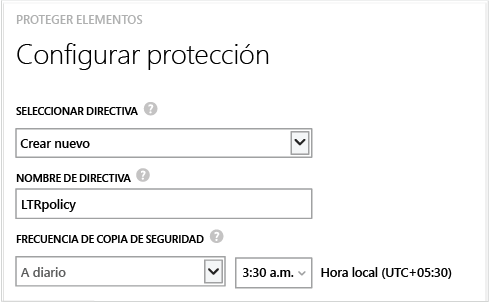 PROTEGER ELEMENTOS
Configurar protección
SELECCIONAR DIRECTIVA ?
Crear nuevo
NOMBRE DE DIRECTIVA ?
LTRpolicy
FRECUENCIA DE COPIA DE SEGURIDAD ?
A diario 3:30 a.m. Hora local (UTC+05:30)